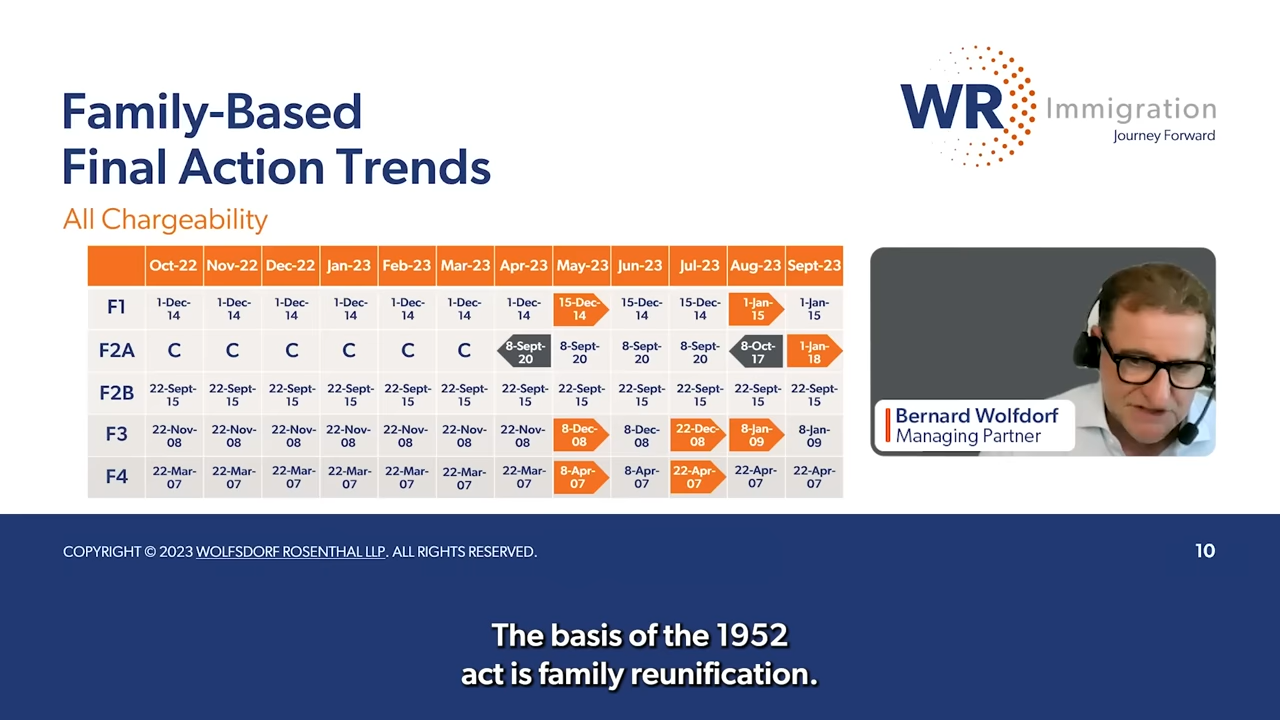 Family-Based
Final Action Trends
All Chargeability
WR Immigration
Journey Forward
Oct-22 Nov-22 Dec-22 Jan-23 Feb-23 Mar-23 Apr-23 May-23 Jun-23 Jul-23 Aug-23 Sept-23
F1 1-Dec-14 1-Dec-14 1-Dec-14 1-Dec-14 1-Dec-14 1-Dec-14 1-Dec-14 15-Dec-14 15-Dec-14 15-Dec-14 1-Jan-15 1-Jan-15
F2A C C C C C C 8-Sept-20 8-Sept-20 8-Sept-20 8-Sept-20 8-Oct-17 1-Jan-18
F2B 22-Sept-15 22-Sept-15 22-Sept-15 22-Sept-15 22-Sept-15 22-Sept-15 22-Sept-15 22-Sept-15 22-Sept-15 22-Sept-15 22-Sept-15 22-Sept-15
F3 22-Nov-08 22-Nov-08 22-Nov-08 22-Nov-08 22-Nov-08 22-Nov-08 22-Nov-08 8-Dec-08 8-Dec-08 22-Dec-08 8-Jan-09 8-Jan-09
F4 22-Mar-07 22-Mar-07 22-Mar-07 22-Mar-07 22-Mar-07 22-Mar-07 22-Mar-07 8-Apr-07 8-Apr-07 22-Apr-07 22-Apr-07 22-Apr-07
Bernard Wolfdorf
Managing Partner
COPYRIGHT © 2023 WOLFSDORF ROSENTHAL LLP. ALL RIGHTS RESERVED.
10
The basis of the 1952
act is family reunification.